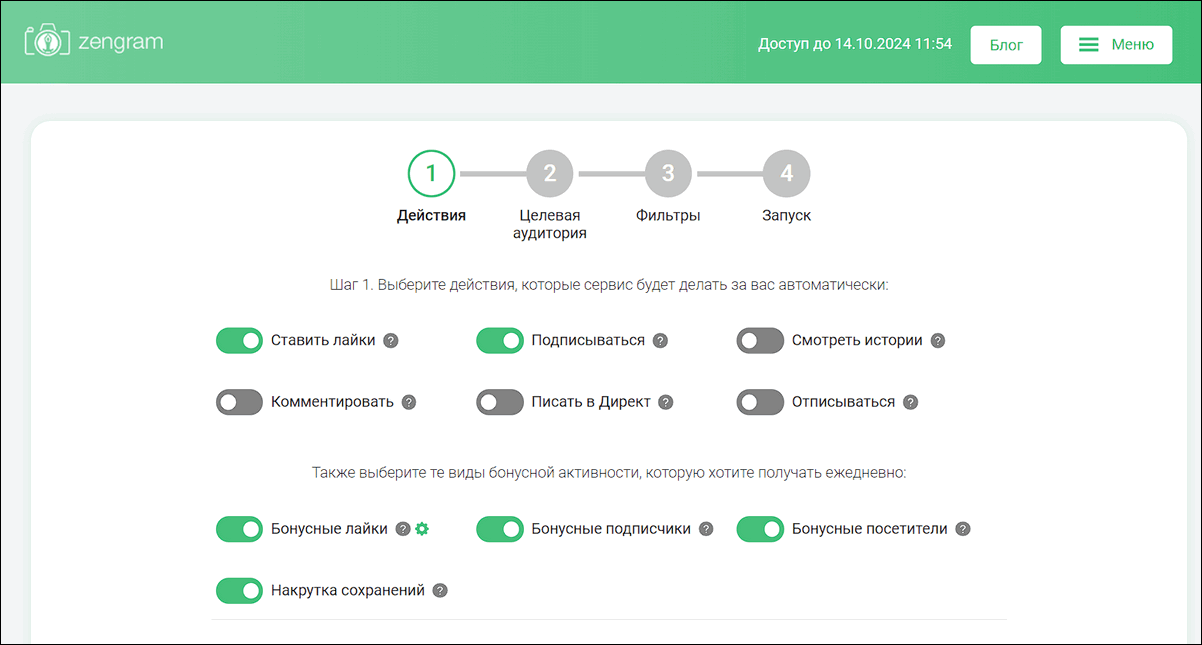 zengram
Доступ до 14.10.2024 11:54
Блог
Меню
1
2
3
4
Действия
Целевая
аудитория
Фильтры
Запуск
Шаг 1. Выберите действия, которые сервис будет делать за вас автоматически:
Ставить лайки ?
Подписываться ?
Смотреть истории ?
Комментировать ?
Писать в Директ ?
Отписываться ?
Также выберите те виды бонусной активности, которую хотите получать ежедневно:
Бонусные лайки ?
Бонусные подписчики ?
Бонусные посетители ?
Накрутка сохранений ?